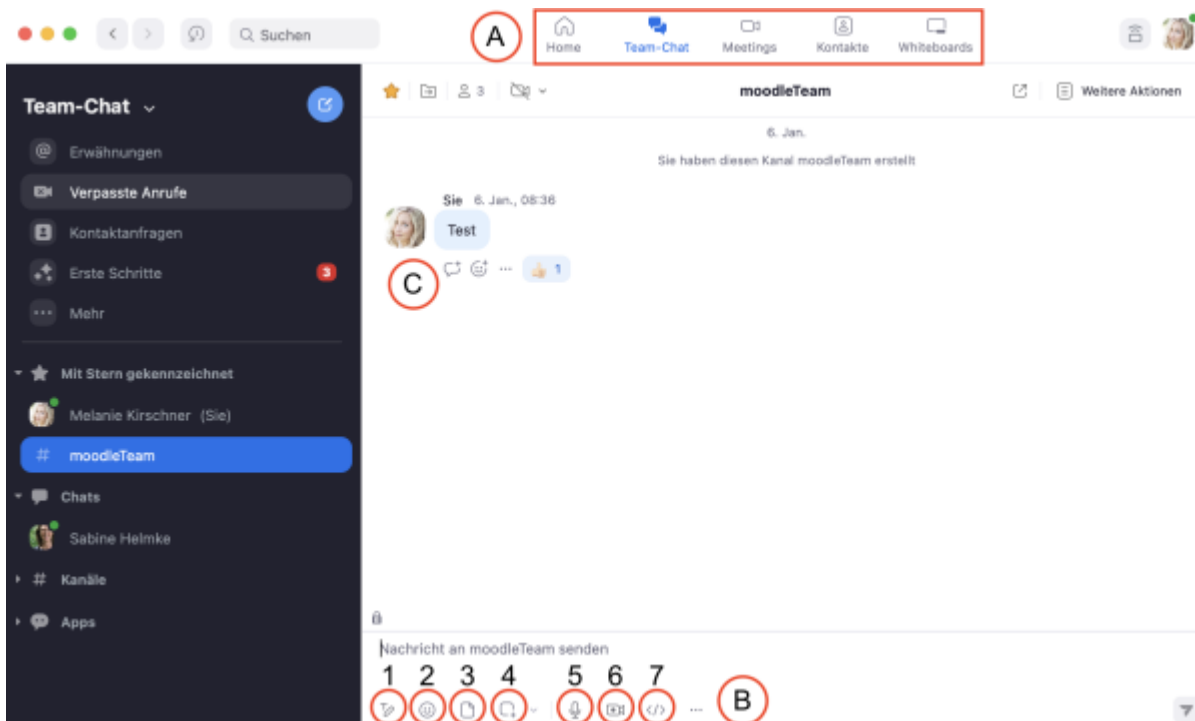 Suchen
A
Home
Team-Chat
Meetings
Kontakte
Whiteboards
Team-Chat
Erwähnungen
Verpasste Anrufe
Kontaktanfragen
Erste Schritte 3
Mehr
Mit Stern gekennzeichnet
Melanie Kirschner (Sie)
# moodleTeam
Chats
Sabine Helmke
# Kanäle
Apps
3
moodleTeam
Weitere Aktionen
6. Jan.
Sie haben diesen Kanal moodleTeam erstellt
Sie 6. Jan., 08:36
Test
C
1
Nachricht an moodleTeam senden
1 2 3 4 5 6 7
B